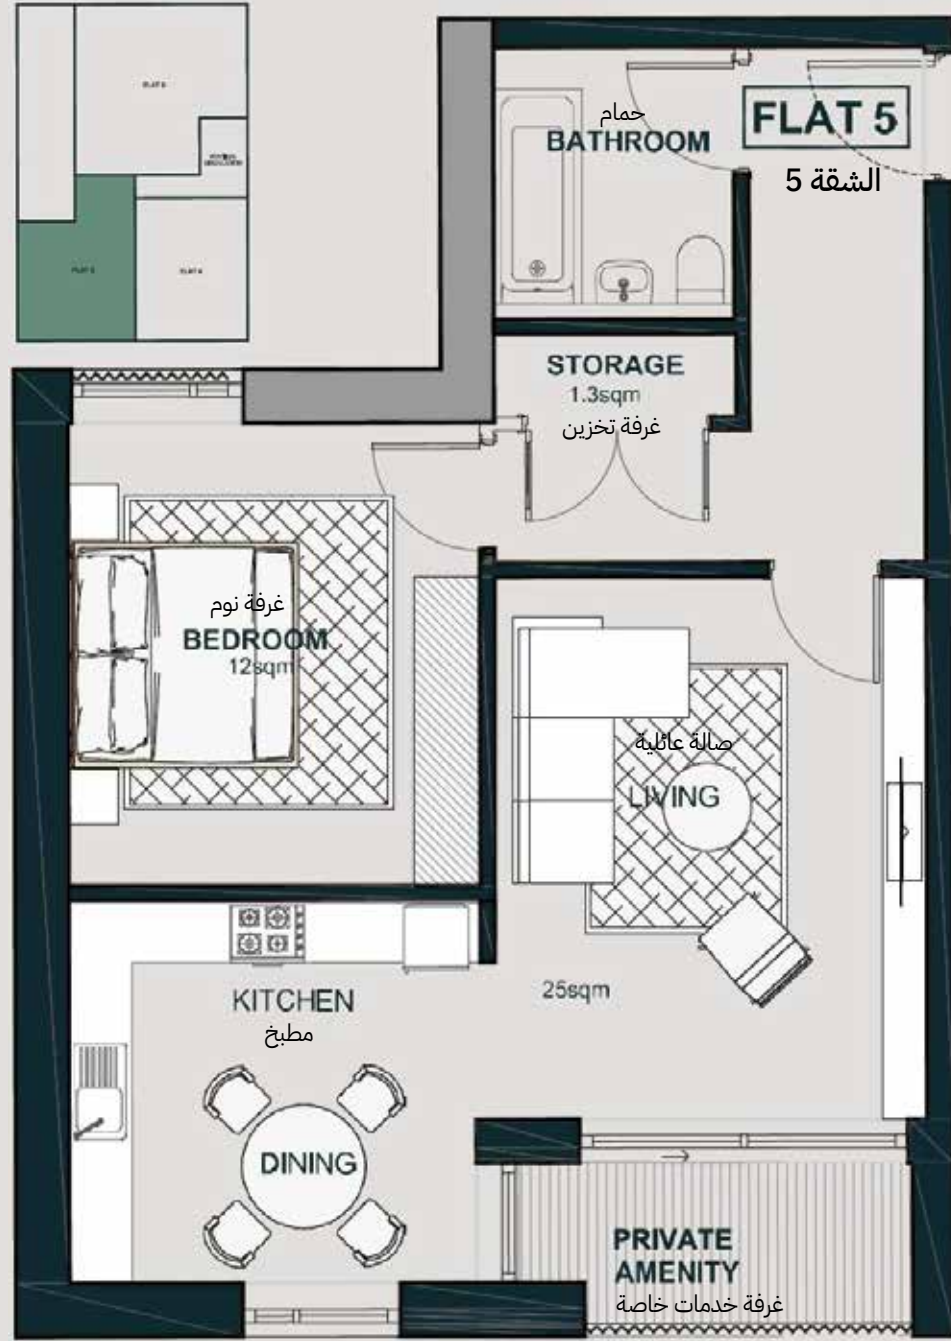 حمام
BATHROOM
FLAT 5
الشقة 5
STORAGE
1.3sqm
غرفة تخزين
غرفة نوم
BEDROOM
12sqm
صالة عائلية
LIVING
25sqm
KITCHEN
مطبخ
DINING
PRIVATE
AMENITY
غرفة خدمات خاصة